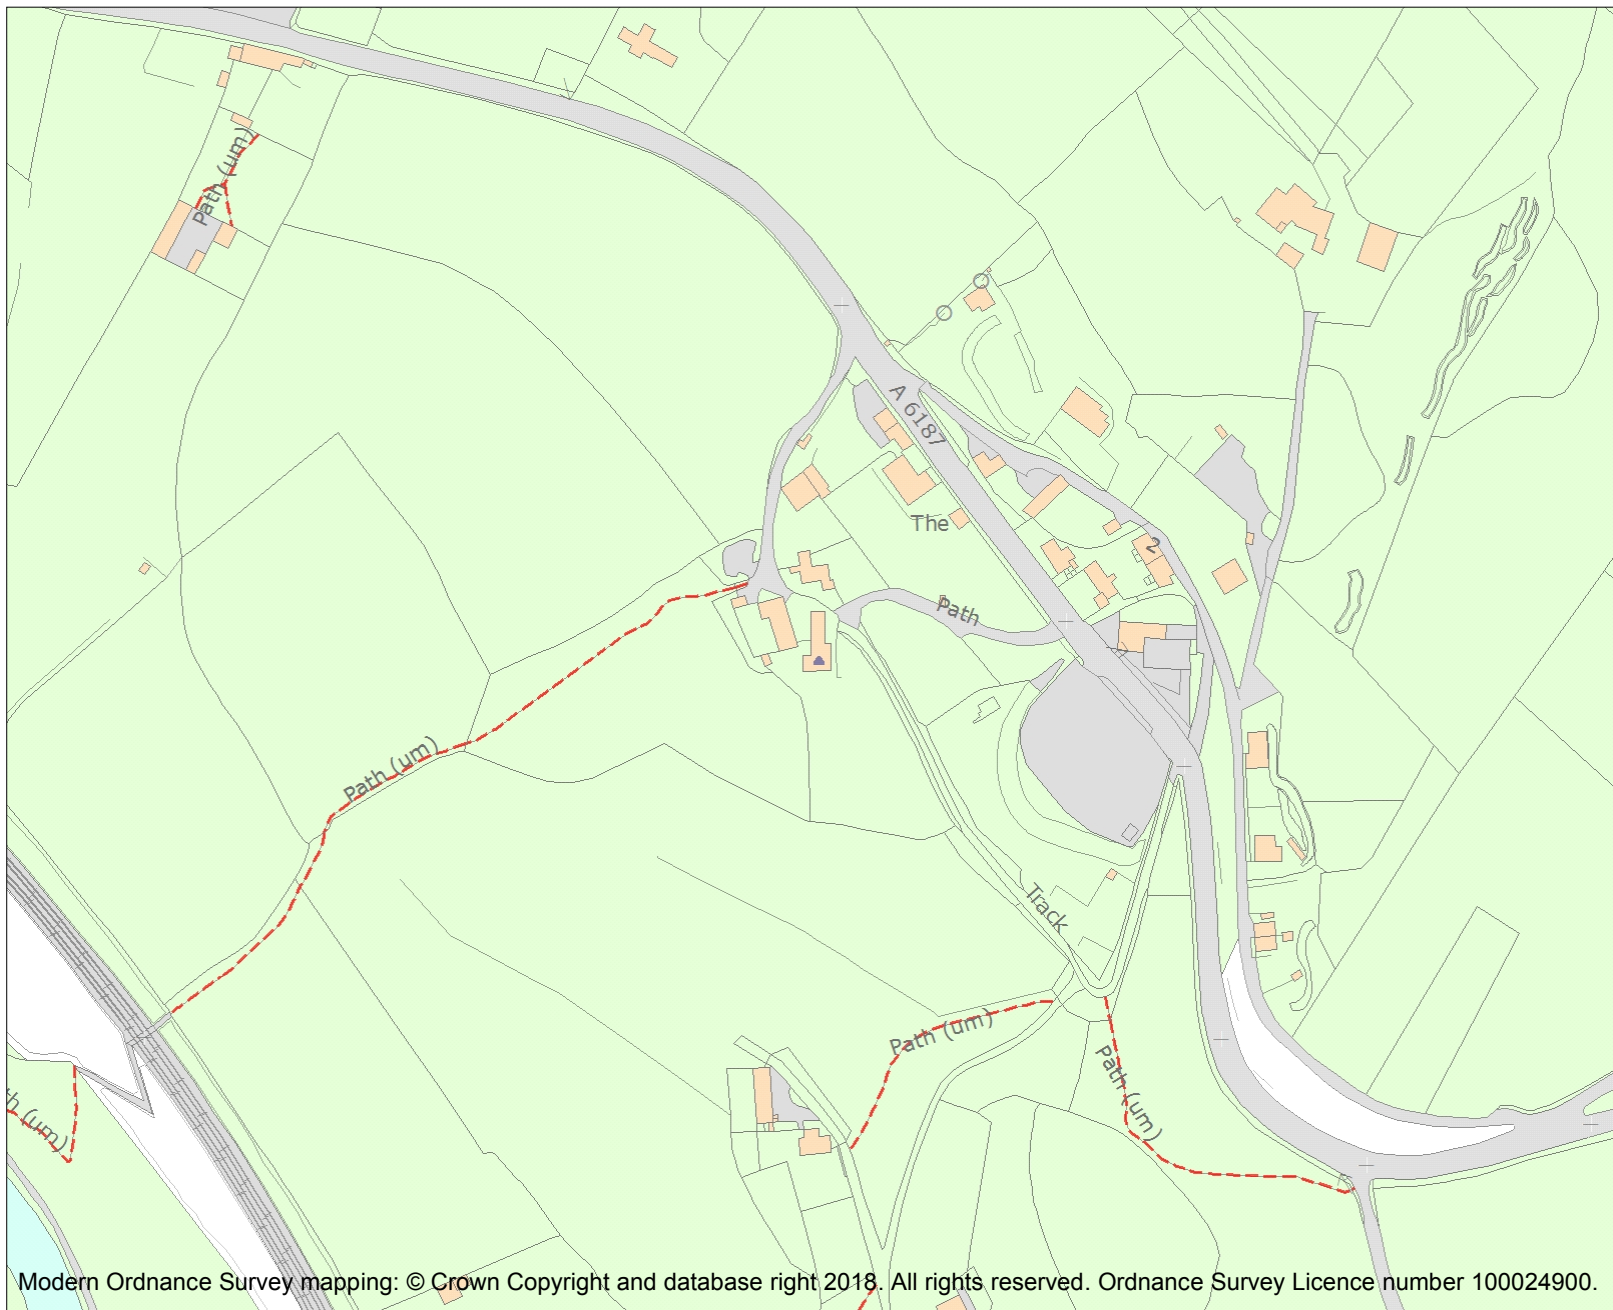 Path (um)
A 6187
The
2
Path
Path (um)
Track
Path (um)
Path (um)
th (um)
Modern Ordnance Survey mapping: © Crown Copyright and database right 2018. All rights reserved. Ordnance Survey Licence number 100024900.